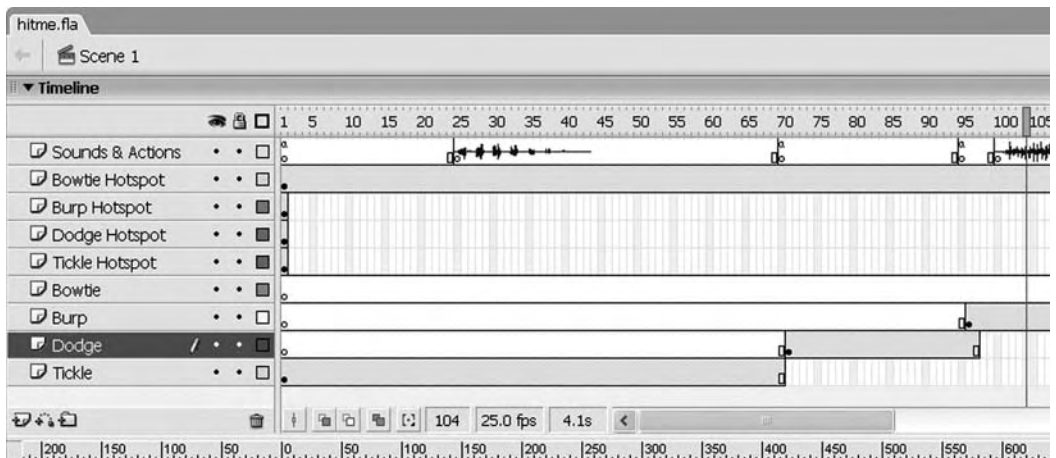 hitme.fla
Scene 1
Timeline
1 5 10 15 20 25 30 35 40 45 50 55 60 65 70 75 80 85 90 95 100 105
Sounds & Actions
a a a
Bowtie Hotspot
Burp Hotspot
Dodge Hotspot
Tickle Hotspot
Bowtie
Burp
Dodge
Tickle
104 25.0 fps 4.1s
200 150 100 50 0 50 100 150 200 250 300 350 400 450 500 550 600